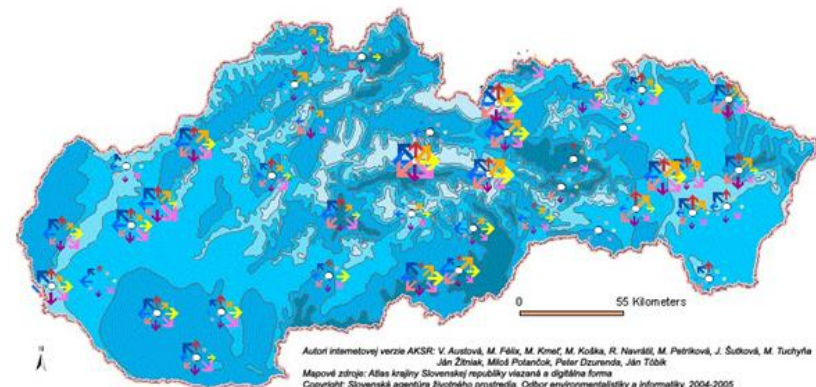 0 55 Kilometers
Autori internetovej verzie AKSR: V. Austová, M. Félix, M. Kmeť, M. Koška, R. Navrátil, M. Petríková, J. Šutková, M. Tuchyňa
Ján Žitniak, Miloš Polančok, Peter Dzurenda, Ján Tóbik
Mapové zdroje: Atlas krajiny Slovenskej republiky viazaná a digitálna forma
Copyright: Slovenská agentúra životného prostredia, Odbor environmentalistiky a informatiky, 2004-2005